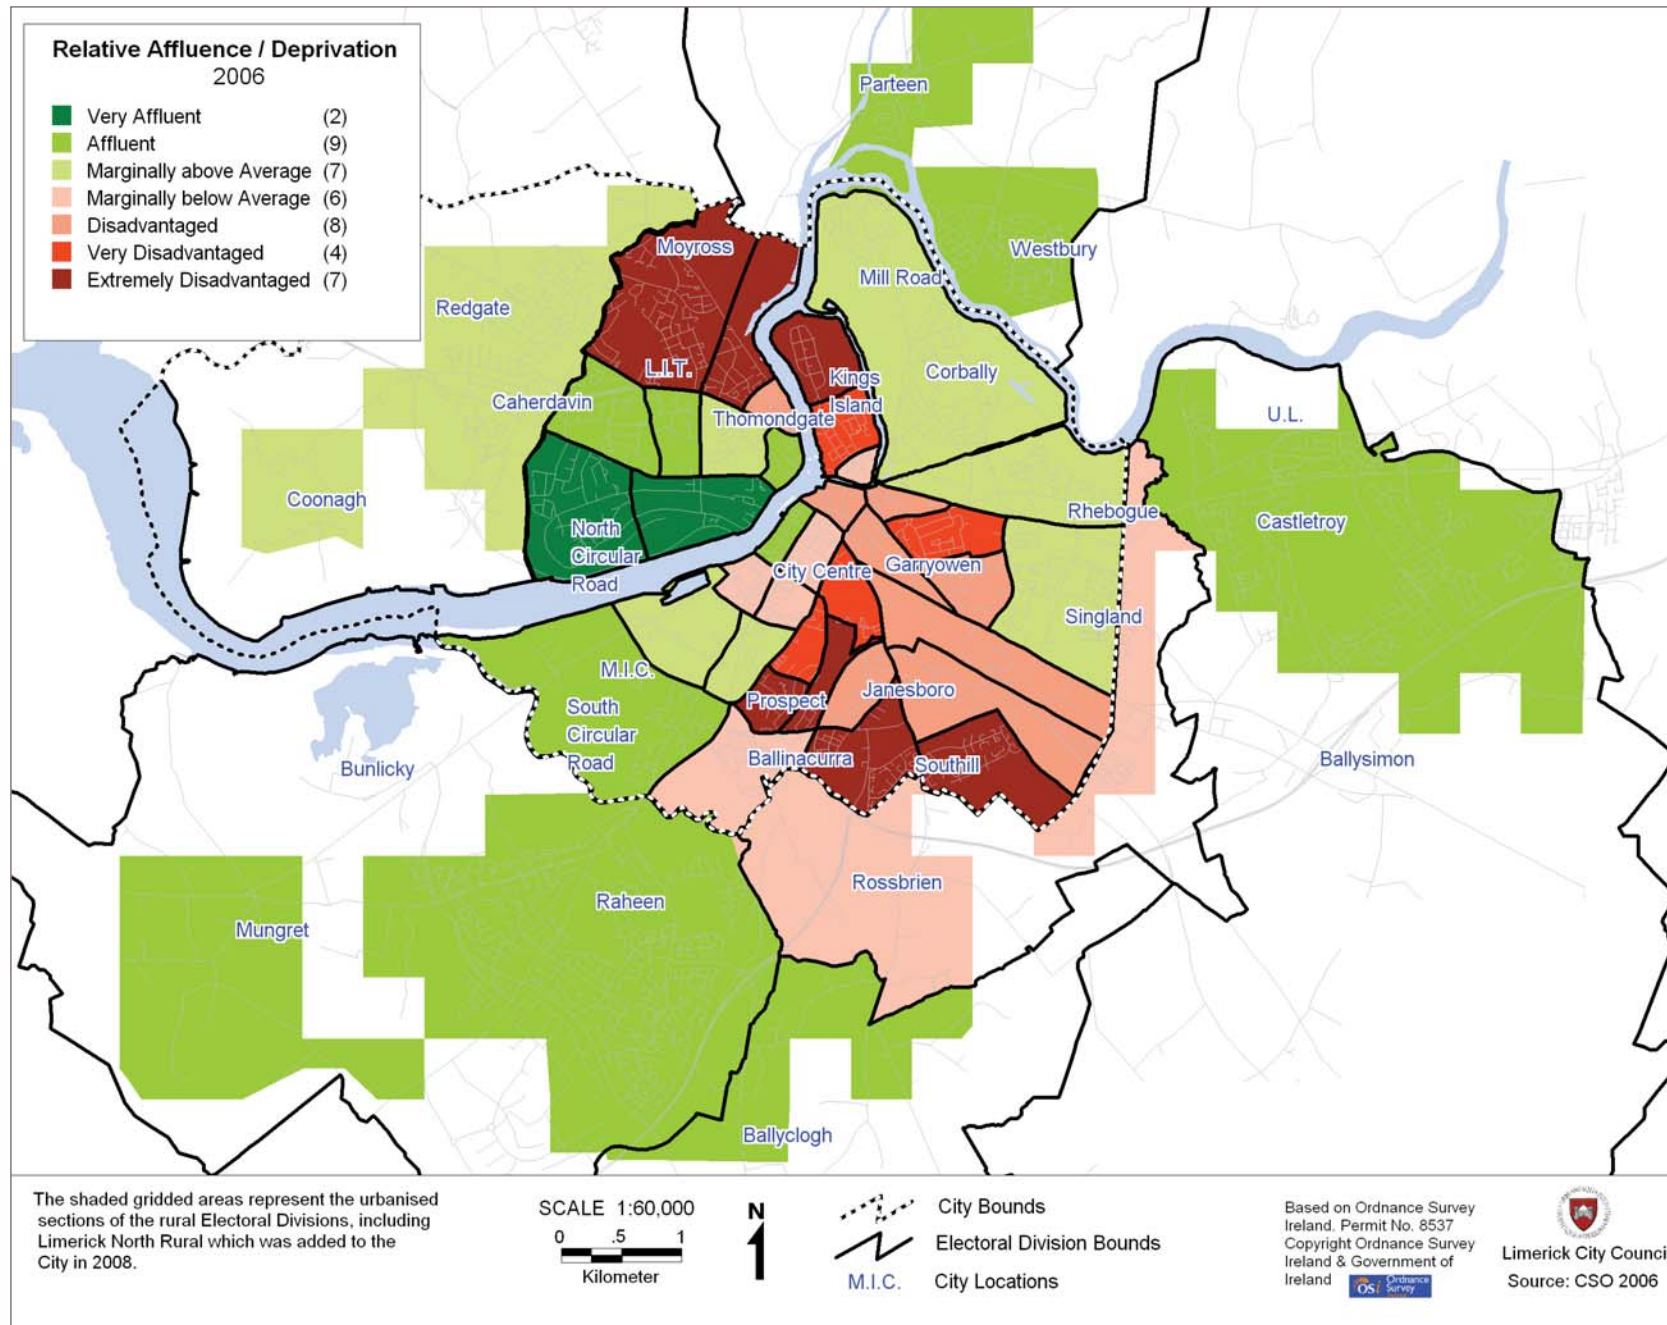 Relative Affluence / Deprivation
2006
Very Affluent (2)
Affluent (9)
Marginally above Average (7)
Marginally below Average (6)
Disadvantaged (8)
Very Disadvantaged (4)
Extremely Disadvantaged (7)
Parteen
Moyross
Westbury
Mill Road
Redgate
L.I.T.
Kings
Island
Corbally
Caherdavin
Thomondgate
U.L.
Coonagh
Rhebogue
Castletroy
North
Circular
Road
City Centre
Garryowen
Singland
M.I.C.
Prospect
Janesboro
South
Circular
Road
Bunlicky
Ballinacurra
Southill
Ballysimon
Rossbrien
Raheen
Mungret
Ballyclogh
The shaded gridded areas represent the urbanised
sections of the rural Electoral Divisions, including
Limerick North Rural which was added to the
City in 2008.
SCALE 1:60,000
0 .5 1
Kilometer
N
City Bounds
Electoral Division Bounds
M.I.C. City Locations
Based on Ordnance Survey
Ireland. Permit No. 8537
Copyright Ordnance Survey
Ireland & Government of
Ireland
OSi Ordnance
Survey
Limerick City Counci
Source: CSO 2006